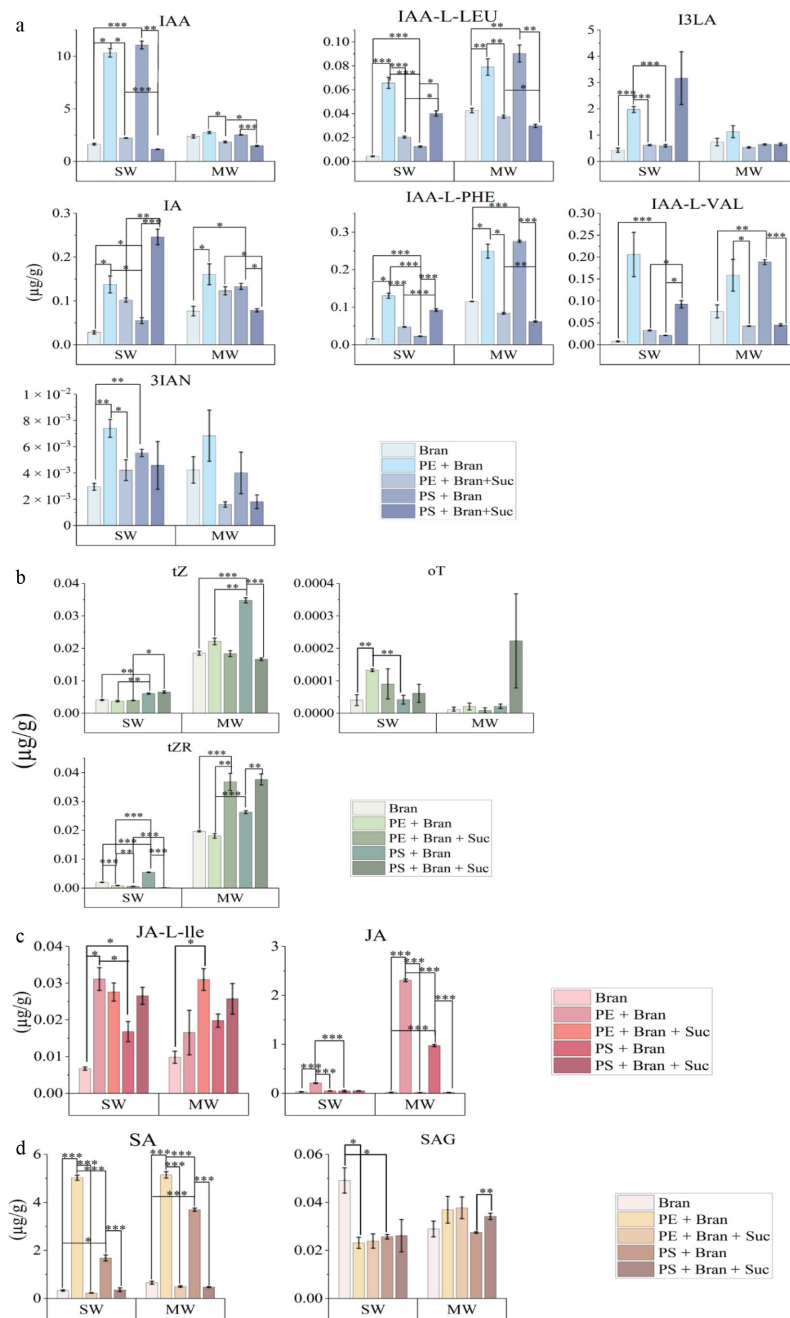 a
IAA
IAA-L-LEU
I3LA
*** **
* * *
***
* *
***
10
5
0
SW MW
*** ** **
*** *** ** **
*** *
* *
0.10
0.08
0.06
0.04
0.02
0.00
SW MW
***
*** ***
5
4
3
2
1
0
SW MW
IA
IAA-L-PHE
IAA-L-VAL
(µg/g)
** ***
* * *
* * *
0.3
0.2
0.1
0.0
SW MW
*** *** ***
* *** * *
*** *** *** **
0.3
0.2
0.1
0.0
SW MW
*** ** ***
* * *
0.30
0.25
0.20
0.15
0.10
0.05
0.00
SW MW
3IAN
** ** *
1 × 10⁻²
8 × 10⁻³
6 × 10⁻³
4 × 10⁻³
2 × 10⁻³
0
SW MW
Bran
PE + Bran
PE + Bran+Suc
PS + Bran
PS + Bran+Suc
b
tZ
oT
(µg/g)
*** ***
**
*
**
**
0.04
0.03
0.02
0.01
0.00
SW MW
** **
0.0004
0.0003
0.0002
0.0001
0.0000
SW MW
tZR
***
** **
***
***
*** ***
*** ** ***
0.04
0.03
0.02
0.01
0.00
SW MW
Bran
PE + Bran
PE + Bran + Suc
PS + Bran
PS + Bran + Suc
c
JA-L-lle
JA
* *
* *
0.04
0.03
0.02
0.01
0.00
SW MW
*** ***
*** ***
***
***
*** ***
3
2
1
0
SW MW
Bran
PE + Bran
PE + Bran + Suc
PS + Bran
PS + Bran + Suc
d
SA
SAG
*** *** ***
*** ***
*** *** ***
* ***
6
4
2
0
SW MW
* * **
0.06
0.04
0.02
0.00
SW MW
Bran
PE + Bran
PE + Bran + Suc
PS + Bran
PS + Bran + Suc